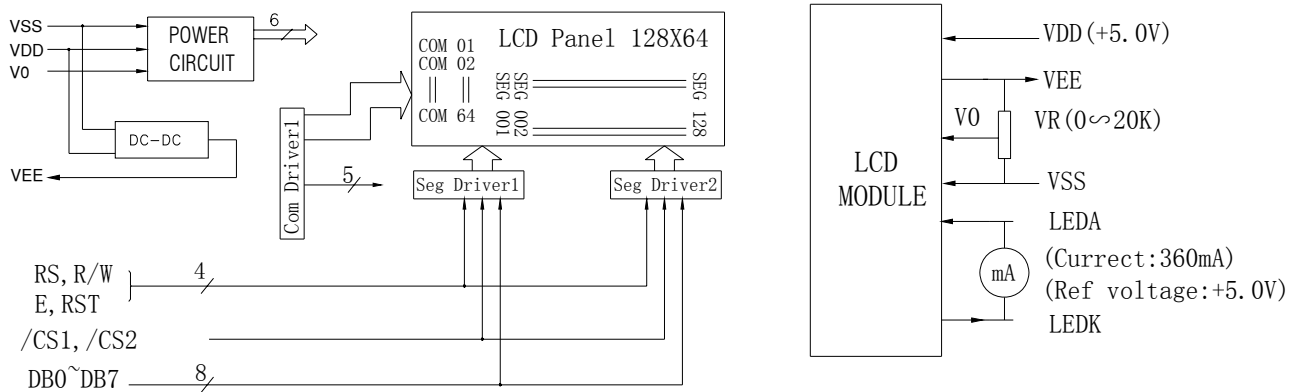 VSS
VDD
V0
POWER
CIRCUIT
6
DC-DC
VEE
LCD Panel 128X64
COM 01
COM 02
COM 64
SEG 001
SEG 002
SEG 128
Com Driver1
5
Seg Driver1
Seg Driver2
RS, R/W
E, RST
4
/CS1, /CS2
DB0~DB7
8
LCD
MODULE
VDD(+5.0V)
VEE
V0
VR(0∽20K)
VSS
LEDA
mA
(Currect:360mA)
(Ref voltage:+5.0V)
LEDK